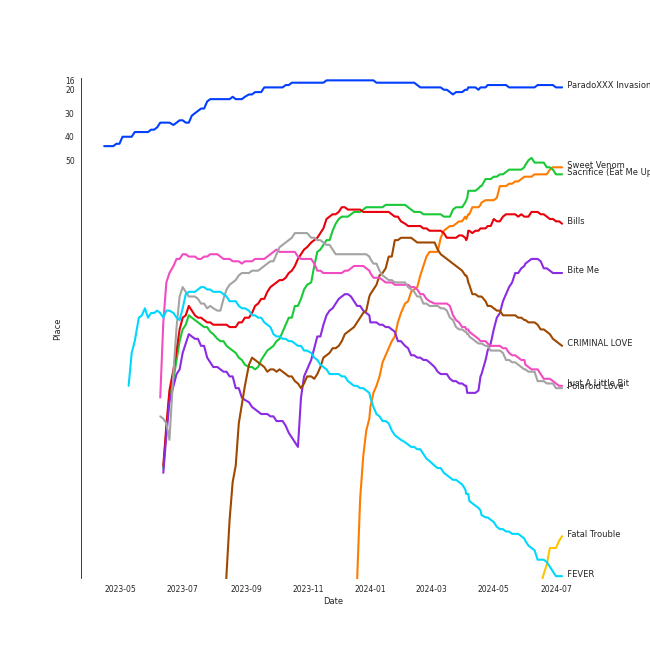 16
20
30
40
50
Place
ParadoXXX Invasion
Sweet Venom
Sacrifice (Eat Me Up
Bills
Bite Me
CRIMINAL LOVE
Just A Little Bit
Polaroid Love
Fatal Trouble
FEVER
2023-05 2023-07 2023-09 2023-11 2024-01 2024-03 2024-05 2024-07
Date